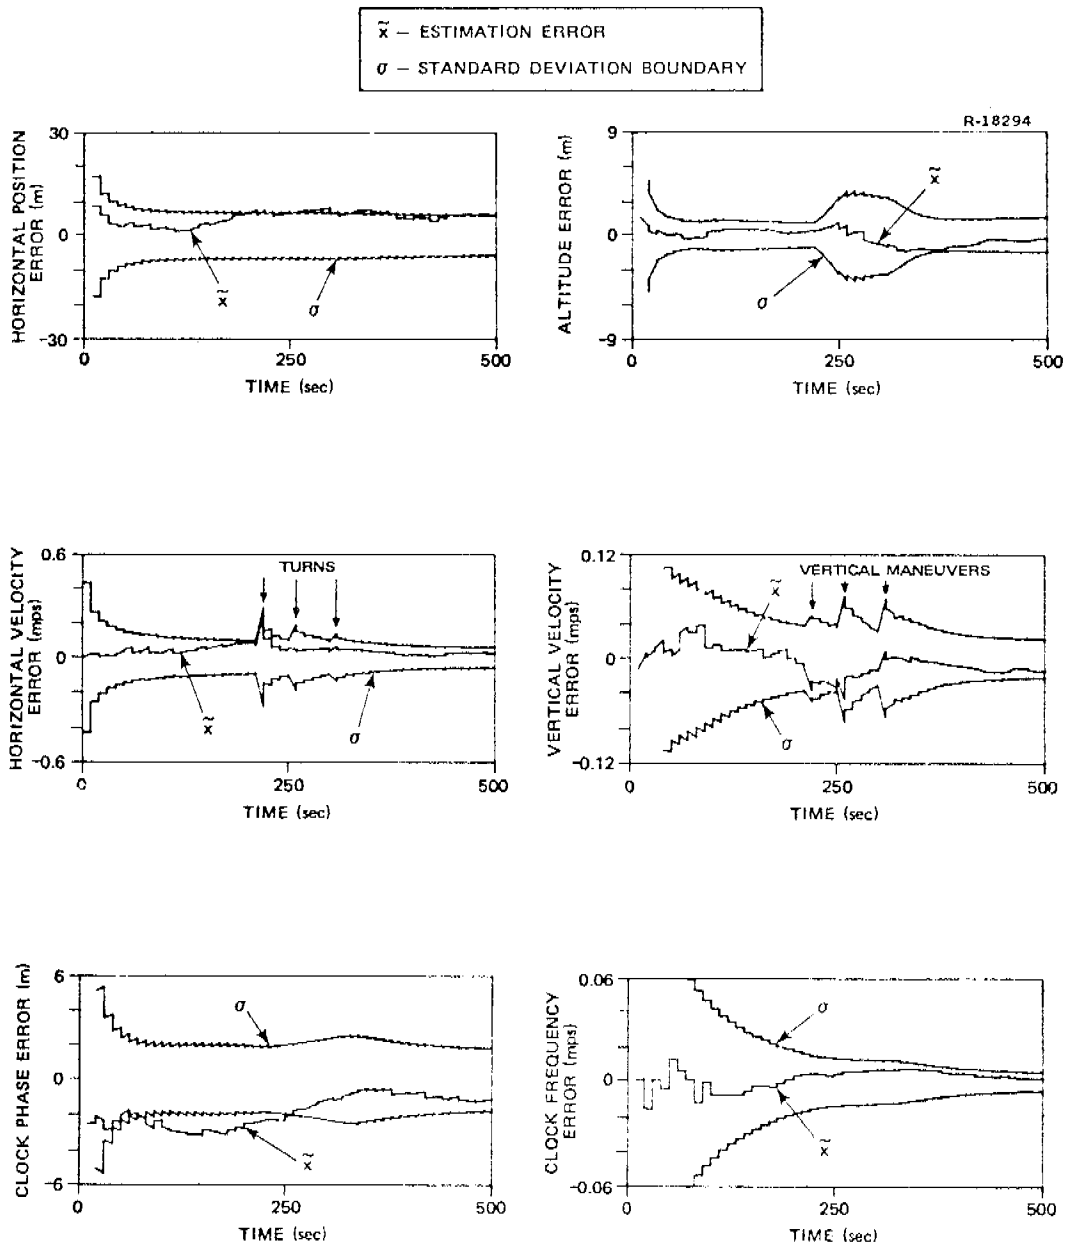 x̃ – ESTIMATION ERROR
σ – STANDARD DEVIATION BOUNDARY
R-18294
HORIZONTAL POSITION
ERROR (m)
30
0
-30
x̃
σ
0
250
500
TIME (sec)
ALTITUDE ERROR (m)
9
0
-9
x̃
σ
0
250
500
TIME (sec)
HORIZONTAL VELOCITY
ERROR (mps)
0.6
0
-0.6
TURNS
x̃
σ
0
250
500
TIME (sec)
VERTICAL VELOCITY
ERROR (mps)
0.12
0
-0.12
VERTICAL MANEUVERS
x̃
σ
0
250
500
TIME (sec)
CLOCK PHASE ERROR (m)
6
0
-6
σ
x̃
0
250
500
TIME (sec)
CLOCK FREQUENCY
ERROR (mps)
0.06
0
-0.06
σ
x̃
0
250
500
TIME (sec)